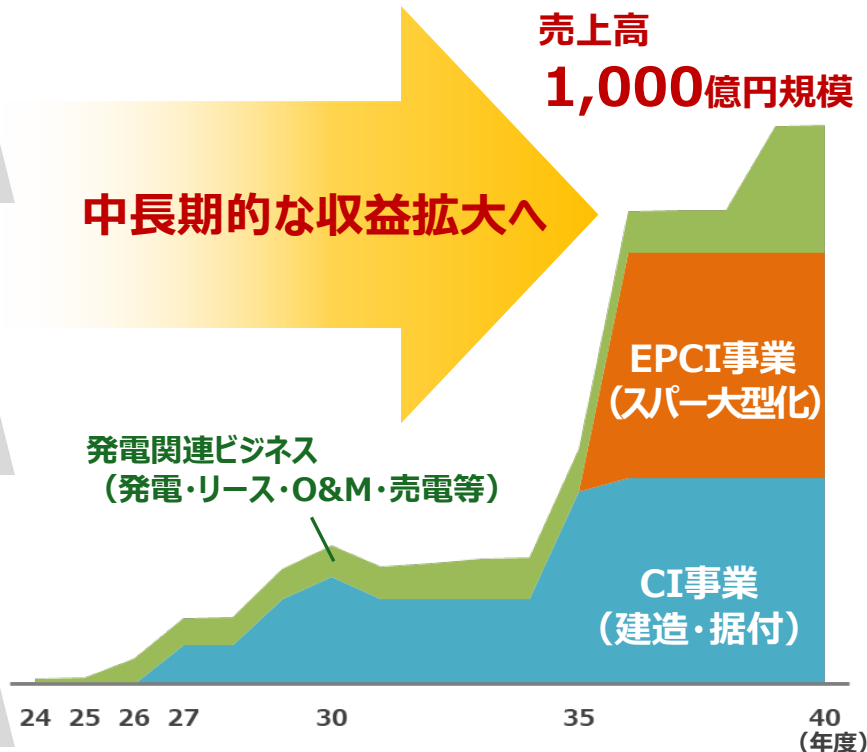 売上高
1,000億円規模
中長期的な収益拡大へ
EPCI事業
（スパー大型化）
発電関連ビジネス
（発電・リース・O&M・売電等）
CI事業
（建造・据付）
24 25 26 27 30 35 40
（年度）